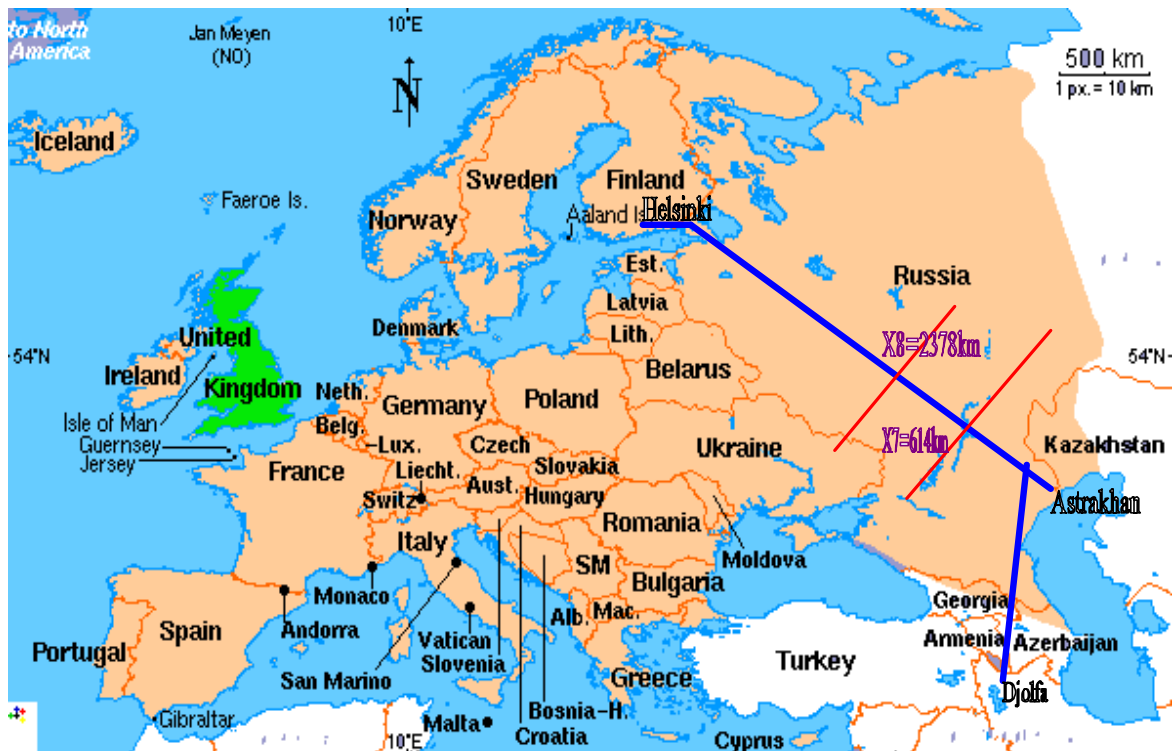 to North
America
Jan Meyen
(NO)
10°E
N
500 km
1 px. = 10 km
Iceland
Faeroe Is.
Sweden
Finland
Norway
Aaland Is
Helsinki
Est.
Russia
Latvia
Denmark
Lith.
United
54°N
X8=2378km
54°N
Ireland
Kingdom
Belarus
Neth.
Germany
Poland
Isle of Man
Belg.
Guernsey
Jersey
-Lux.
Czech
Ukraine
X7=614km
Kazakhstan
France
Liecht.
Slovakia
Switz
Aust.
Hungary
Astrakhan
Romania
Italy
Moldova
SM
Bulgaria
Monaco
Georgia
Alb.
Mac.
Andorra
Spain
Vatican
Armenia
Azerbaijan
Portugal
Slovenia
Turkey
San Marino
Greece
Djolfa
Gibraltar
Malta
Bosnia-H.
10°E
Croatia
Cyprus